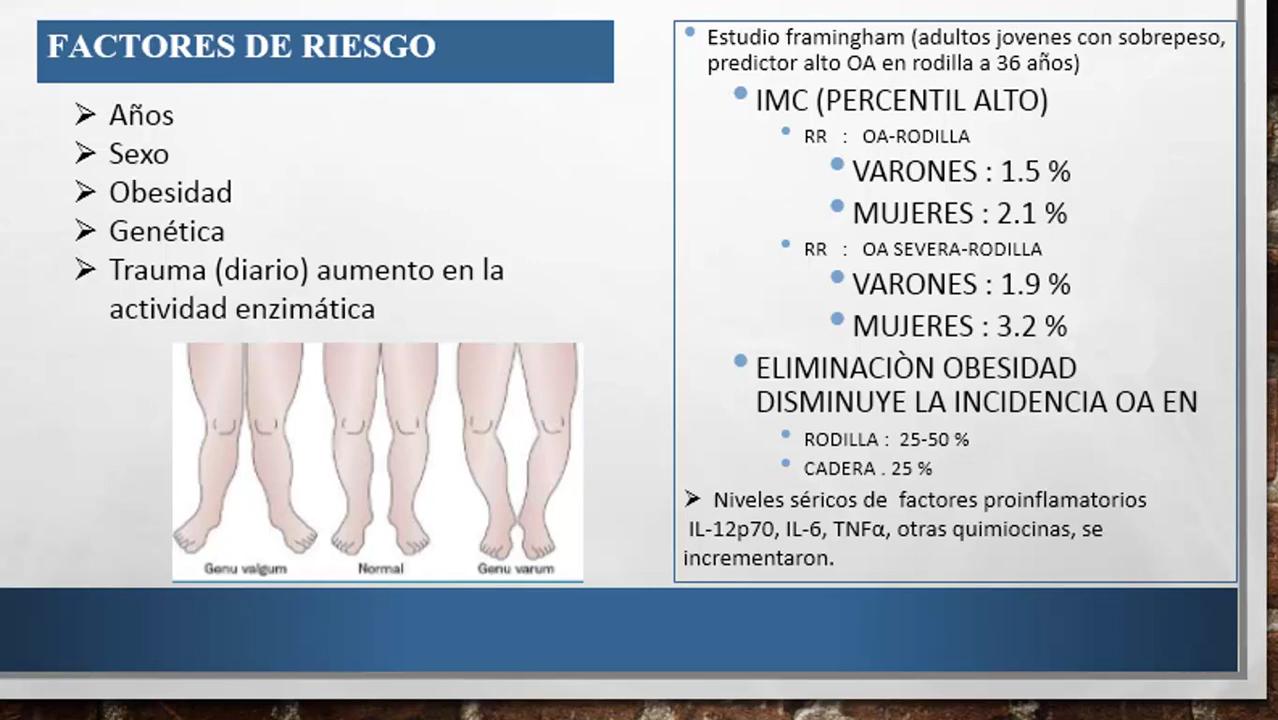 FACTORES DE RIESGO
Años
Sexo
Obesidad
Genética
Trauma (diario) aumento en la
actividad enzimática
Genu valgum
Normal
Genu varum
Estudio framingham (adultos jovenes con sobrepeso,
predictor alto OA en rodilla a 36 años)
IMC (PERCENTIL ALTO)
RR : OA-RODILLA
VARONES : 1.5 %
MUJERES : 2.1 %
RR : OA SEVERA-RODILLA
VARONES : 1.9 %
MUJERES : 3.2 %
ELIMINACIÒN OBESIDAD
DISMINUYE LA INCIDENCIA OA EN
RODILLA : 25-50 %
CADERA . 25 %
Niveles séricos de factores proinflamatorios
IL-12p70, IL-6, TNFα, otras quimiocinas, se
incrementaron.